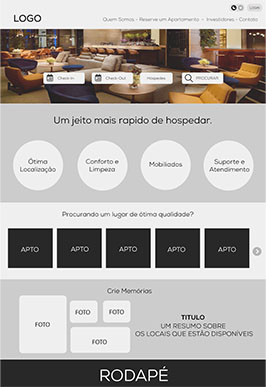 LOGIN
LOGO
Quem Somos - Reserve um Apartamento - Investidores - Contato
Check-In
Check-Out
Hospedes
PROCURAR
Um jeito mais rapido de hospedar.
Ótima
Localização
Conforto e
Limpeza
Mobiliados
Suporte e
Atendimento
Procurando um lugar de ótima qualidade?
APTO
APTO
APTO
APTO
APTO
Crie Memórias
FOTO
FOTO
FOTO
FOTO
TITULO
UM RESUMO SOBRE
OS LOCAIS QUE ESTÃO DISPONÍVEIS
RODAPÉ